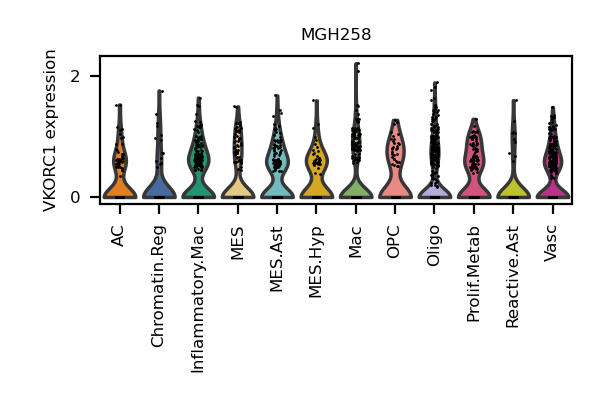 MGH258
VKORC1 expression
2
0
AC
Chromatin.Reg
Inflammatory.Mac
MES
MES.Ast
MES.Hyp
Mac
OPC
Oligo
Prolif.Metab
Reactive.Ast
Vasc